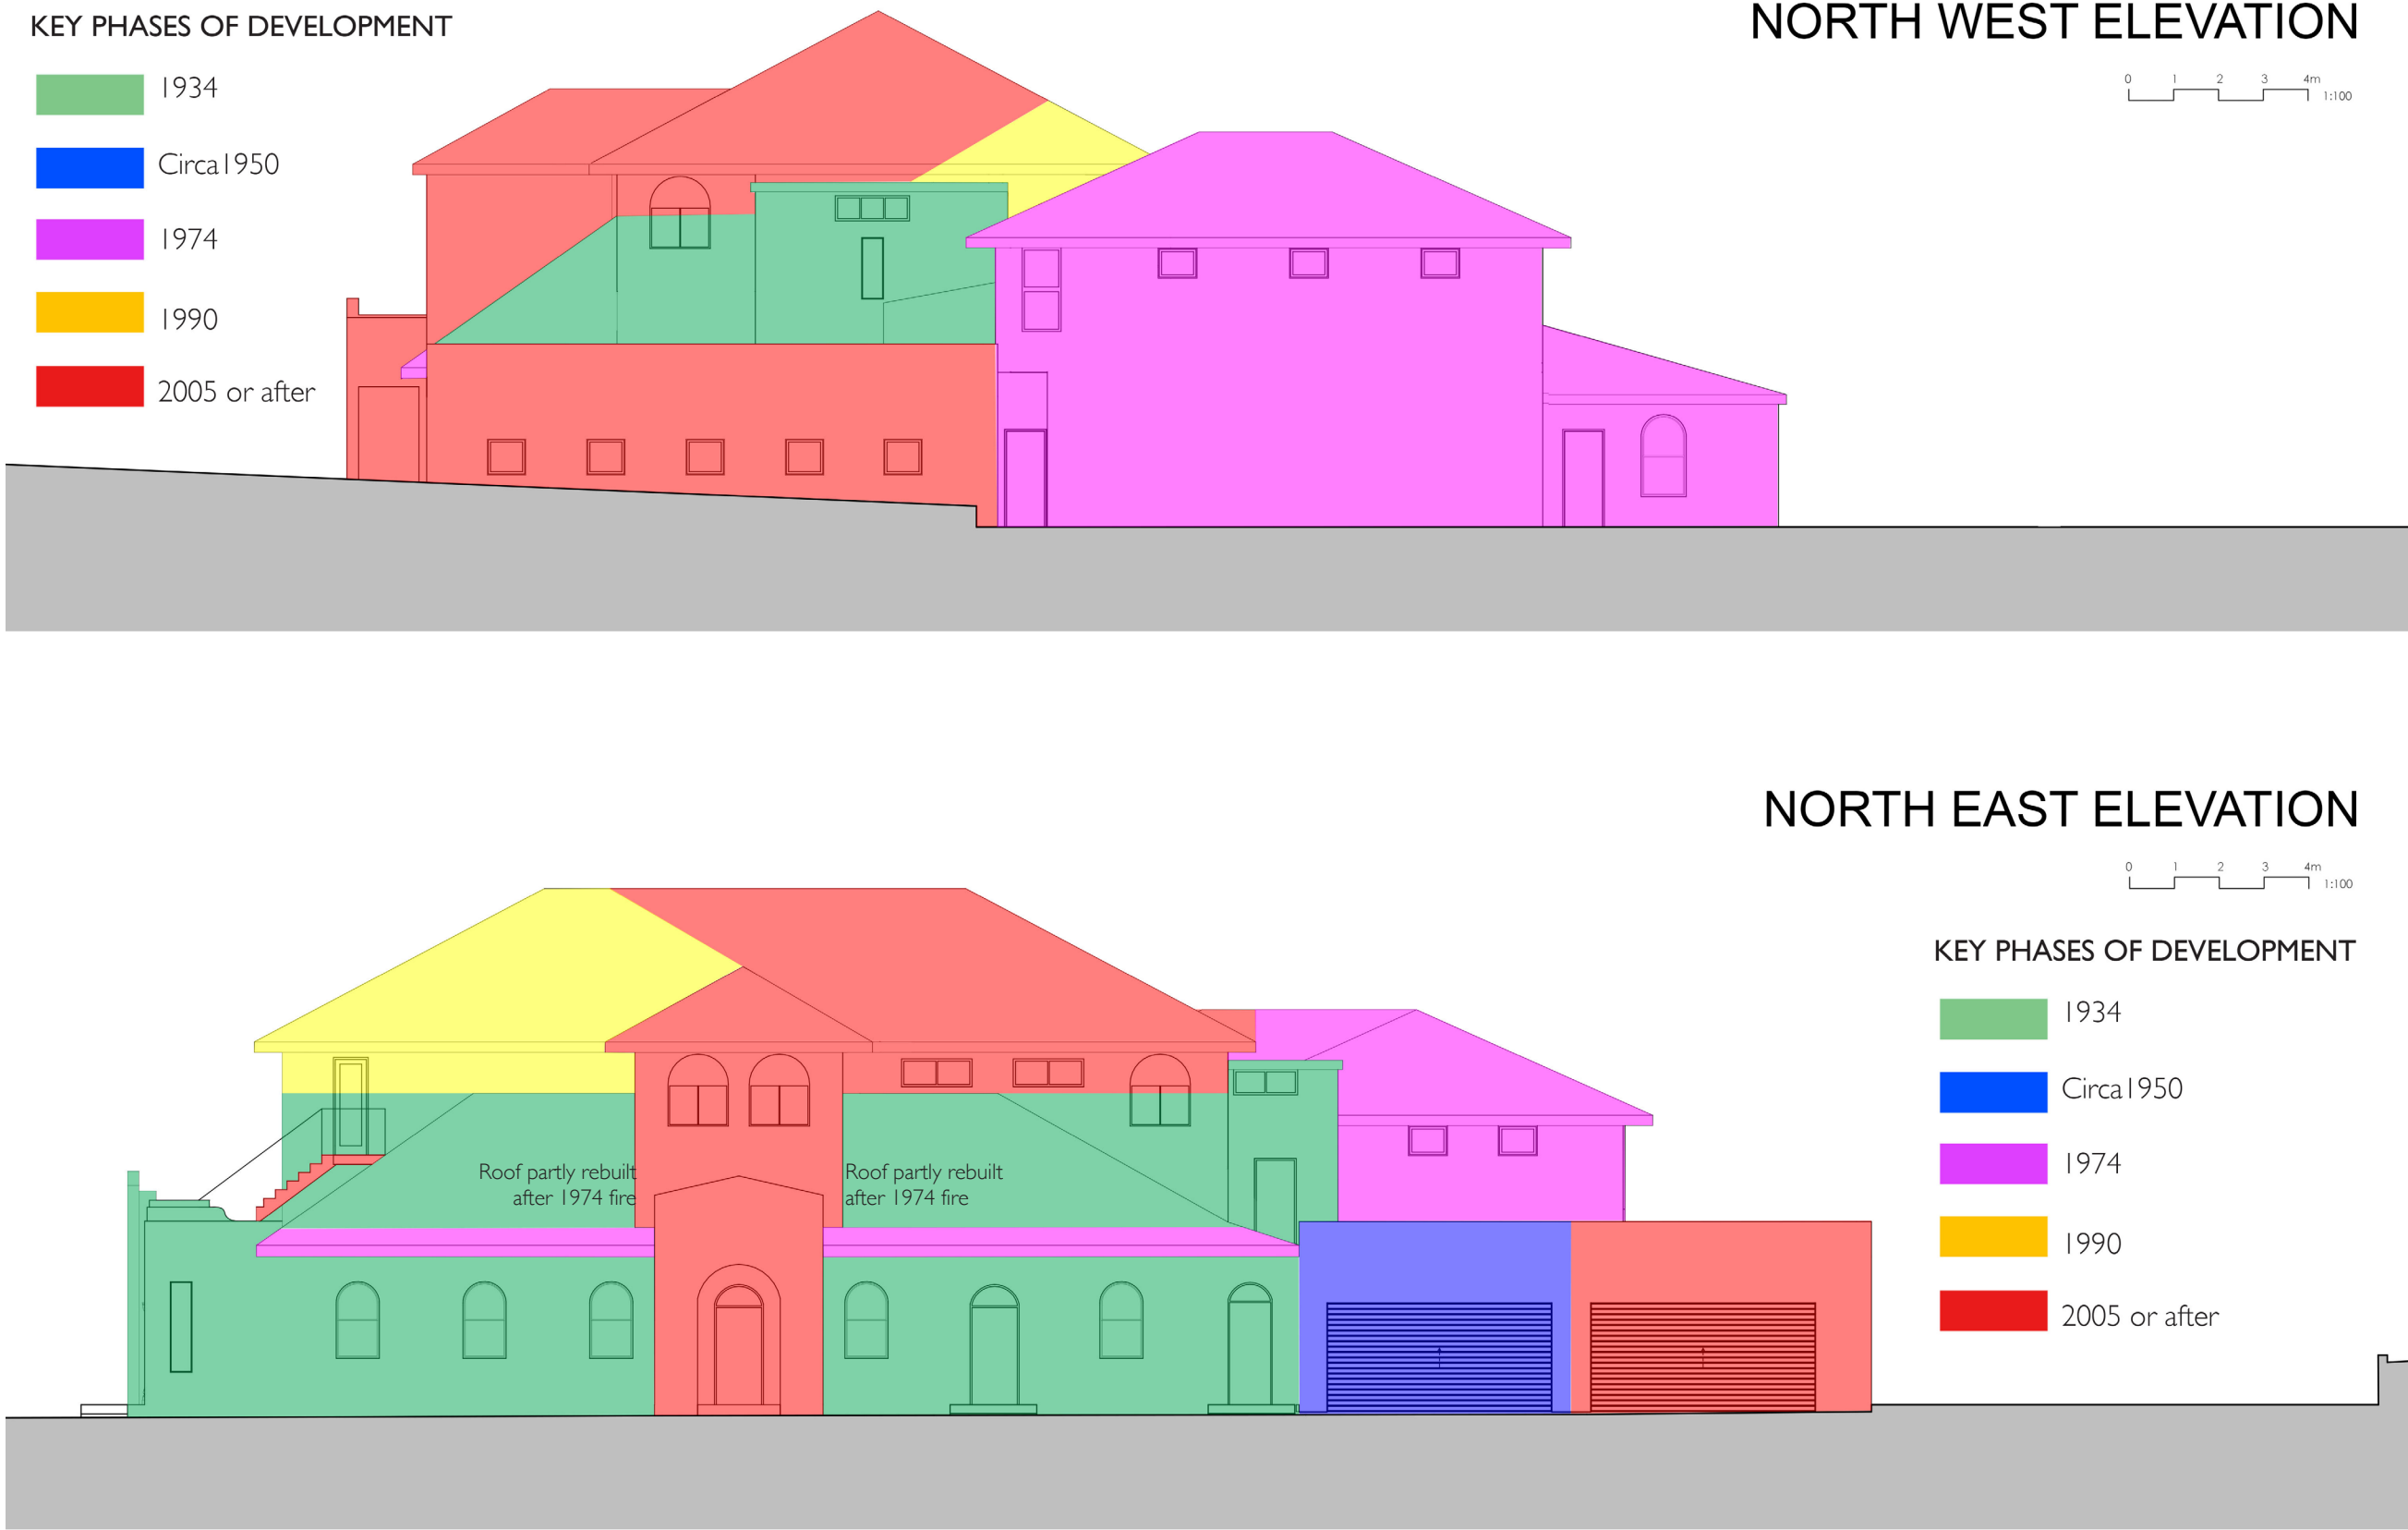 KEY PHASES OF DEVELOPMENT
1934
Circa1950
1974
1990
2005 or after
NORTH WEST ELEVATION
0 1 2 3 4m
1:100
NORTH EAST ELEVATION
0 1 2 3 4m
1:100
KEY PHASES OF DEVELOPMENT
1934
Circa1950
1974
1990
2005 or after
Roof partly rebuilt
after 1974 fire
Roof partly rebuilt
after 1974 fire